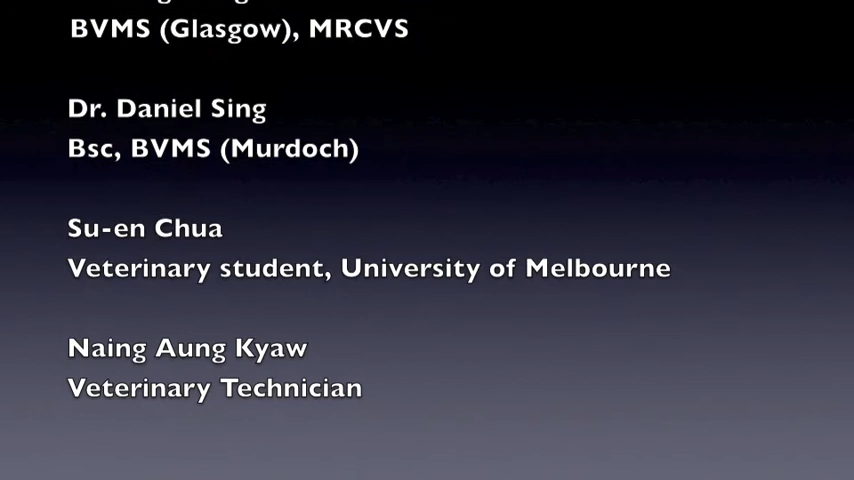 BVMS (Glasgow), MRCVS
Dr. Daniel Sing
Bsc, BVMS (Murdoch)
Su-en Chua
Veterinary student, University of Melbourne
Naing Aung Kyaw
Veterinary Technician